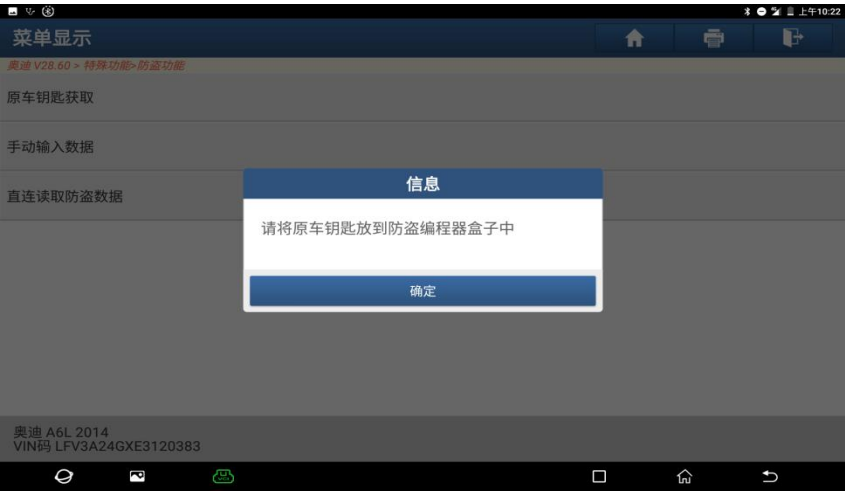 上午10:22
菜单显示
奥迪 V28.60 > 特殊功能>防盗功能
原车钥匙获取
手动输入数据
直连读取防盗数据
信息
请将原车钥匙放到防盗编程器盒子中
确定
奥迪 A6L 2014
VIN码 LFV3A24GXE3120383